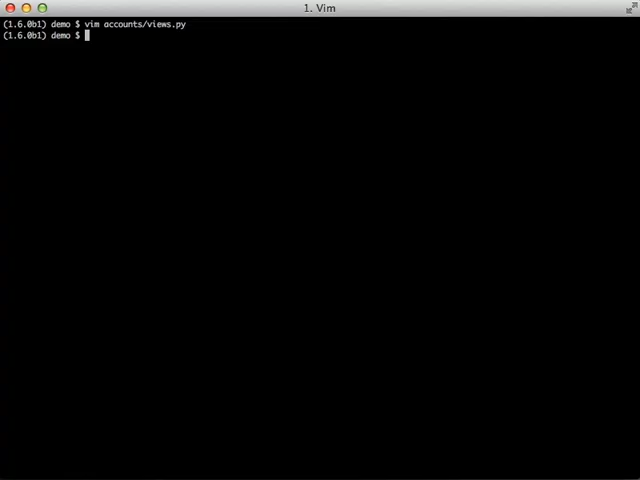 1. Vim
(1.6.0b1) demo $ vim accounts/views.py
(1.6.0b1) demo $